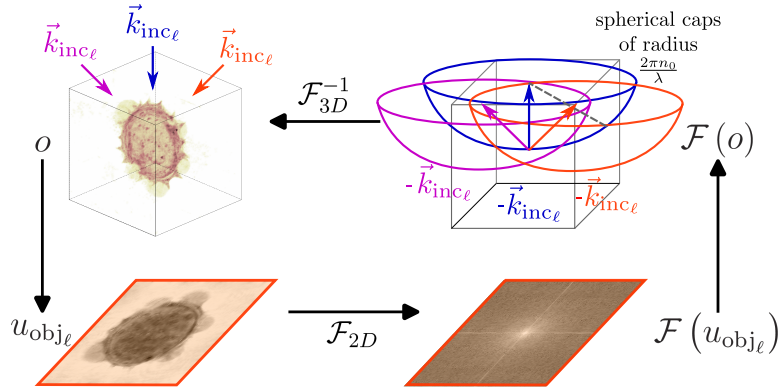 spherical caps
of radius
2πn₀/λ
k⃗_incℓ
k⃗_incℓ
k⃗_incℓ
F⁻¹_3D
o
F(o)
-k⃗_incℓ
-k⃗_incℓ
-k⃗_incℓ
u_objℓ
F_2D
F(u_objℓ)